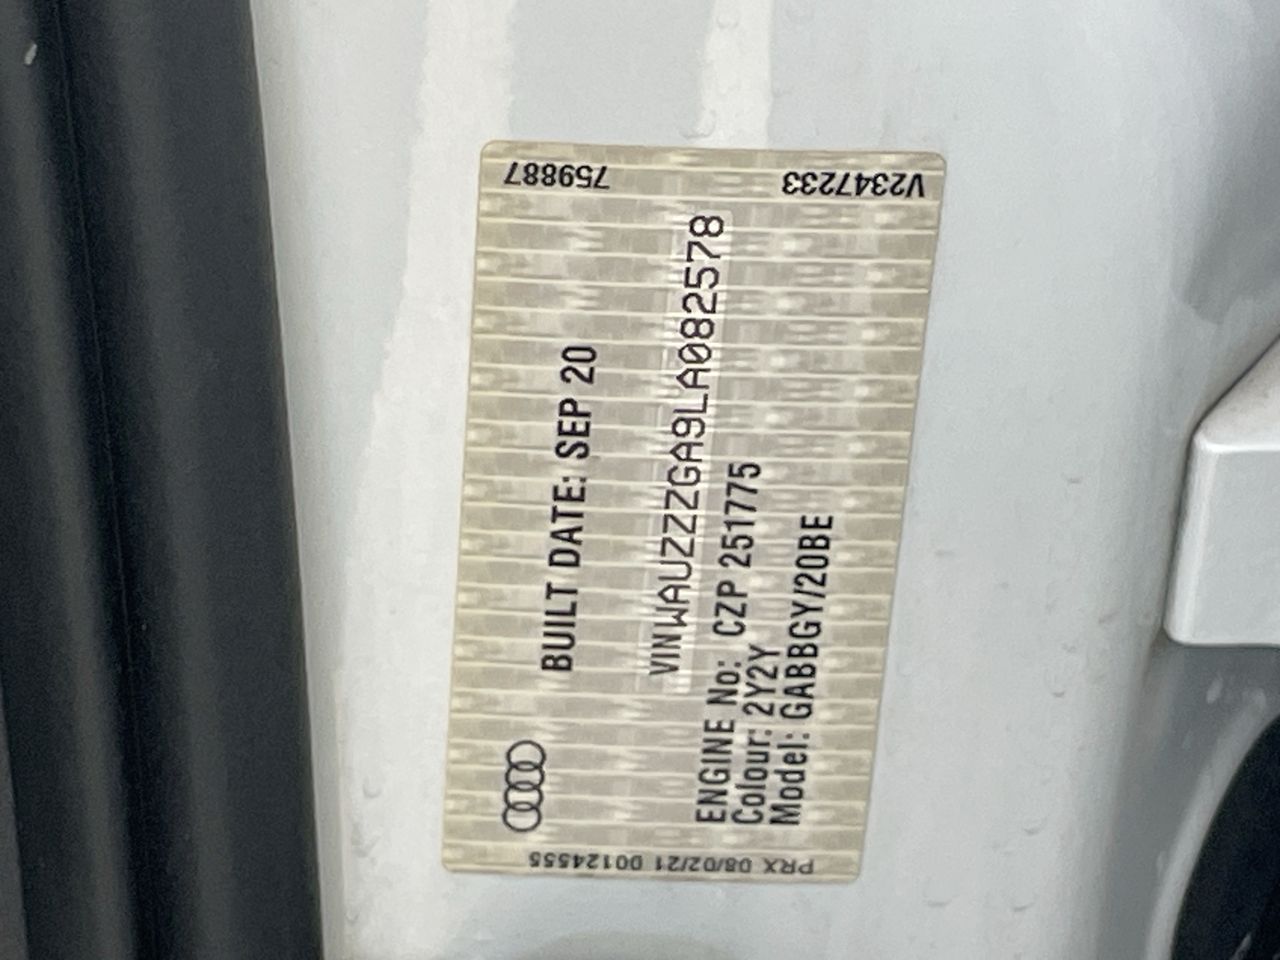 BUILT DATE: SEP 20
VIN WAUZZZGA9LA082578
ENGINE No: CZP 251775
Colour: 2Y2Y
Model: GABBGY/20BE
759887
V2347233
PRX 08/02/21 00124555